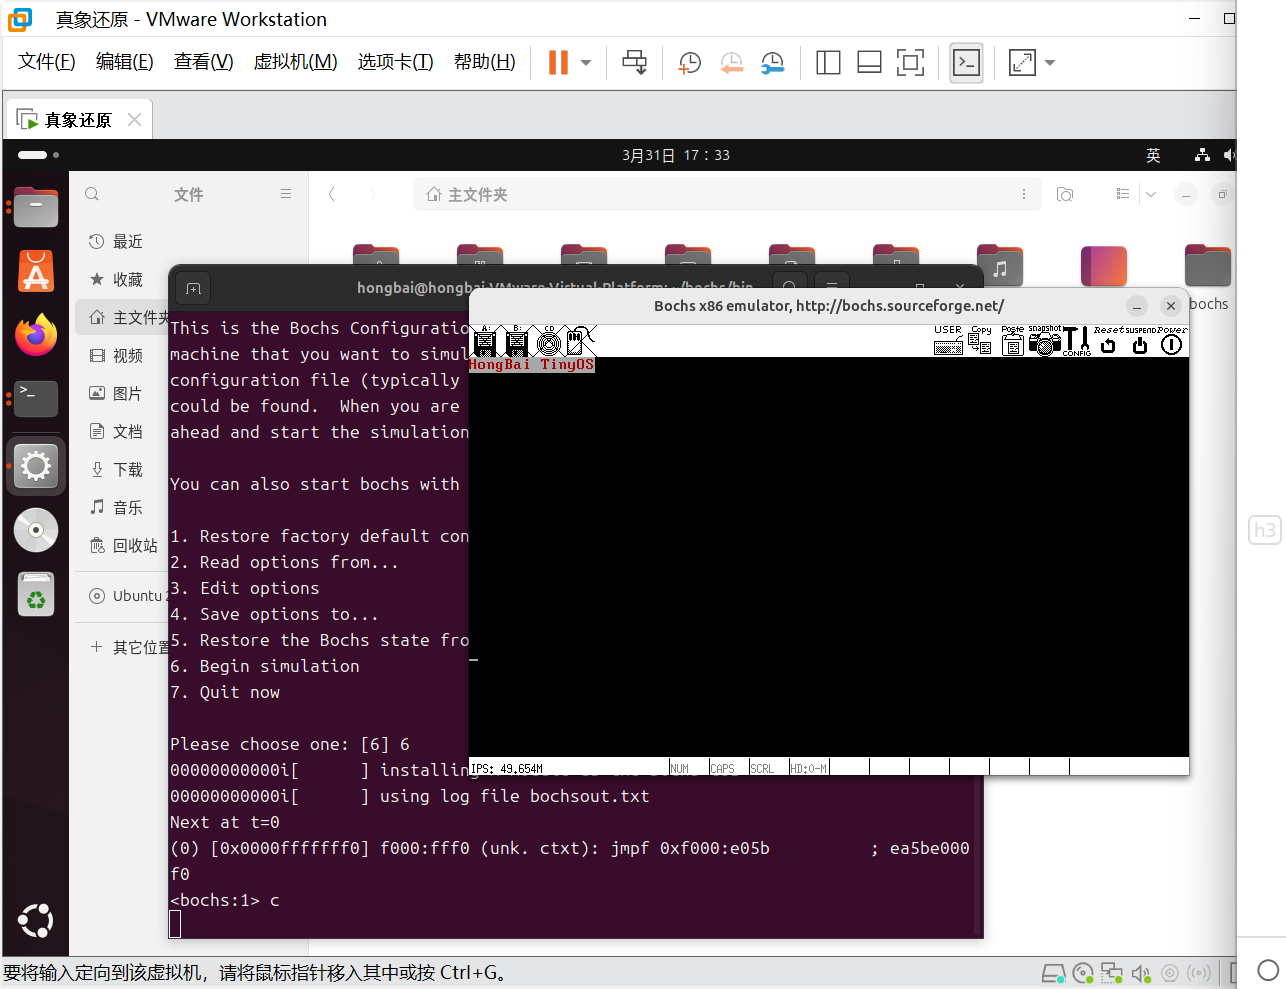 真象还原 - VMware Workstation
文件(F) 编辑(E) 查看(V) 虚拟机(M) 选项卡(T) 帮助(H)
真象还原
3月31日 17：33
英
文件
主文件夹
最近
收藏
主文件夹
视频
图片
文档
下载
音乐
回收站
Ubuntu
其它位置
bochs
hongbai@hongbai-VMware-Virtual-Platform: ~/bochs/bin
This is the Bochs Configuratio
machine that you want to simul
configuration file (typically
could be found. When you are
ahead and start the simulation
You can also start bochs with
1. Restore factory default con
2. Read options from...
3. Edit options
4. Save options to...
5. Restore the Bochs state fro
6. Begin simulation
7. Quit now
Please choose one: [6] 6
00000000000i[      ] installing
00000000000i[      ] using log file bochsout.txt
Next at t=0
(0) [0x0000fffffff0] f000:fff0 (unk. ctxt): jmpf 0xf000:e05b          ; ea5be000
f0
<bochs:1> c
Bochs x86 emulator, http://bochs.sourceforge.net/
A: B: CD USER Copy Paste snapshot CONFIG Reset SUSPEND Power
HongBai TinyOS
IPS: 49.654M NUM CAPS SCRL HD:0-M
要将输入定向到该虚拟机，请将鼠标指针移入其中或按 Ctrl+G。
h3